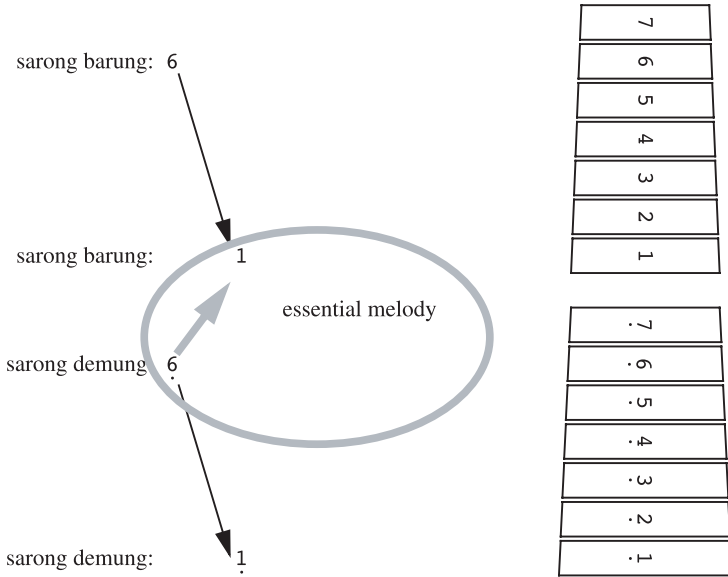 sarong barung: 6
sarong barung: 1
essential melody
sarong demung 6̣
sarong demung: 1̣
7
6
5
4
3
2
1
7̣
6̣
5̣
4̣
3̣
2̣
1̣